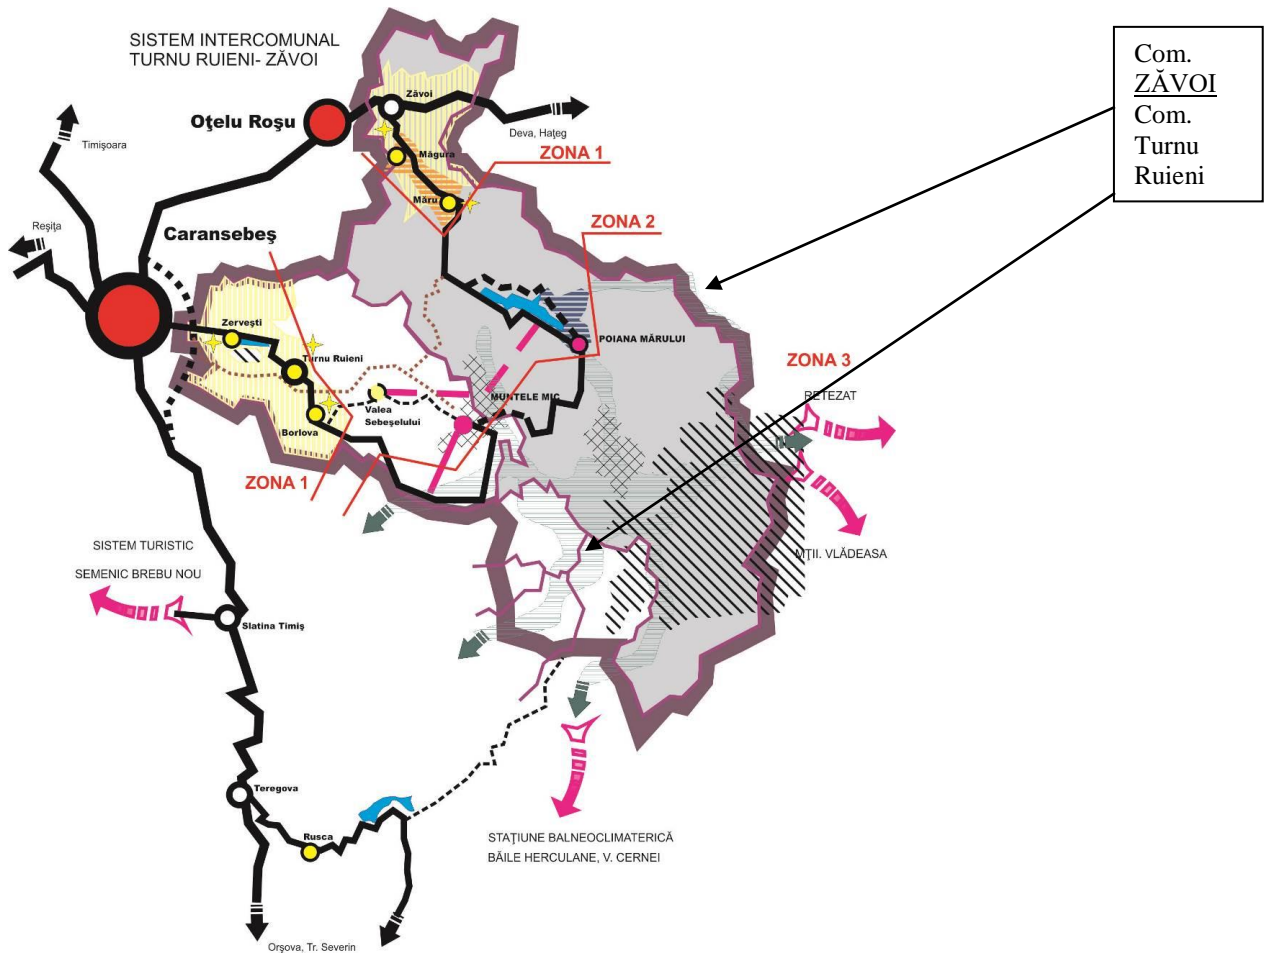 SISTEM INTERCOMUNAL
TURNU RUIENI- ZĂVOI
Com.
ZĂVOI
Com.
Turnu
Ruieni
Zăvoi
Oţelu Roşu
Deva, Haţeg
Timişoara
Măgura
ZONA 1
Măru
ZONA 2
Reşiţa
Caransebeş
Zerveşti
POIANA MĂRULUI
Turnu Ruieni
ZONA 3
RETEZAT
MUNTELE MIC
Valea
Sebeşelului
Borlova
ZONA 1
SISTEM TURISTIC
SEMENIC BREBU NOU
MŢII. VLĂDEASA
Slatina Timiş
Teregova
Rusca
STAŢIUNE BALNEOCLIMATERICĂ
BĂILE HERCULANE, V. CERNEI
Orşova, Tr. Severin